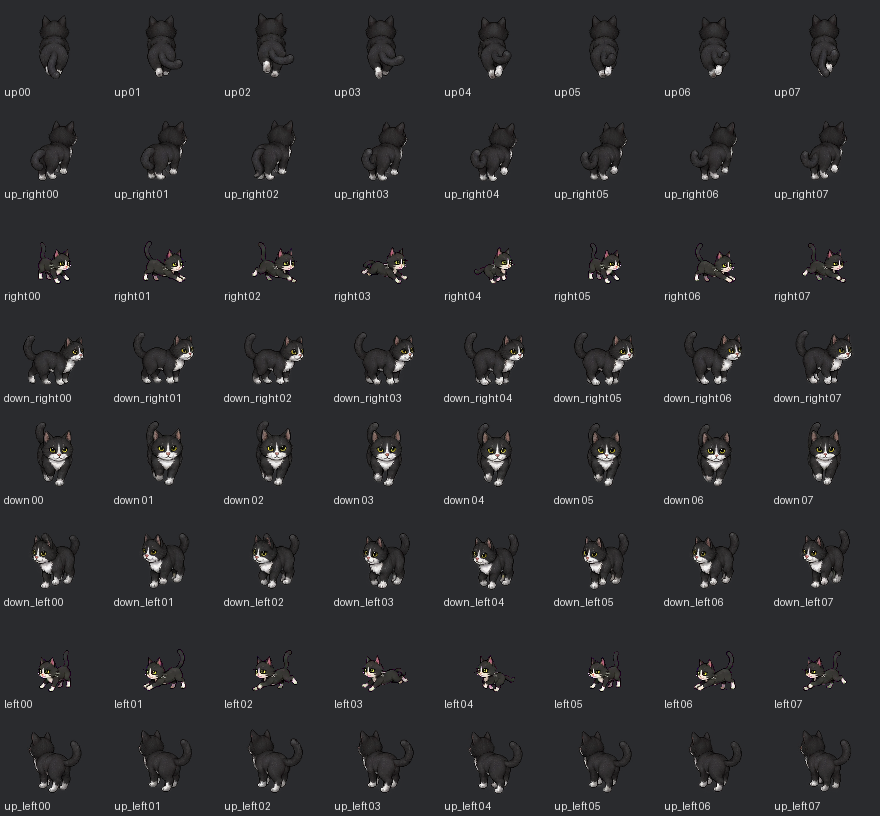 up00 up01 up02 up03 up04 up05 up06 up07
up_right00 up_right01 up_right02 up_right03 up_right04 up_right05 up_right06 up_right07
right00 right01 right02 right03 right04 right05 right06 right07
down_right00 down_right01 down_right02 down_right03 down_right04 down_right05 down_right06 down_right07
down00 down01 down02 down03 down04 down05 down06 down07
down_left00 down_left01 down_left02 down_left03 down_left04 down_left05 down_left06 down_left07
left00 left01 left02 left03 left04 left05 left06 left07
up_left00 up_left01 up_left02 up_left03 up_left04 up_left05 up_left06 up_left07